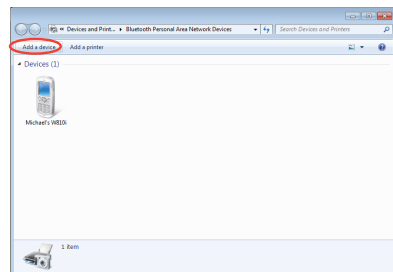 Devices and Print... Bluetooth Personal Area Network Devices
Search Devices and Printers
Add a device Add a printer
Devices (1)
Michael's W810i
1 item